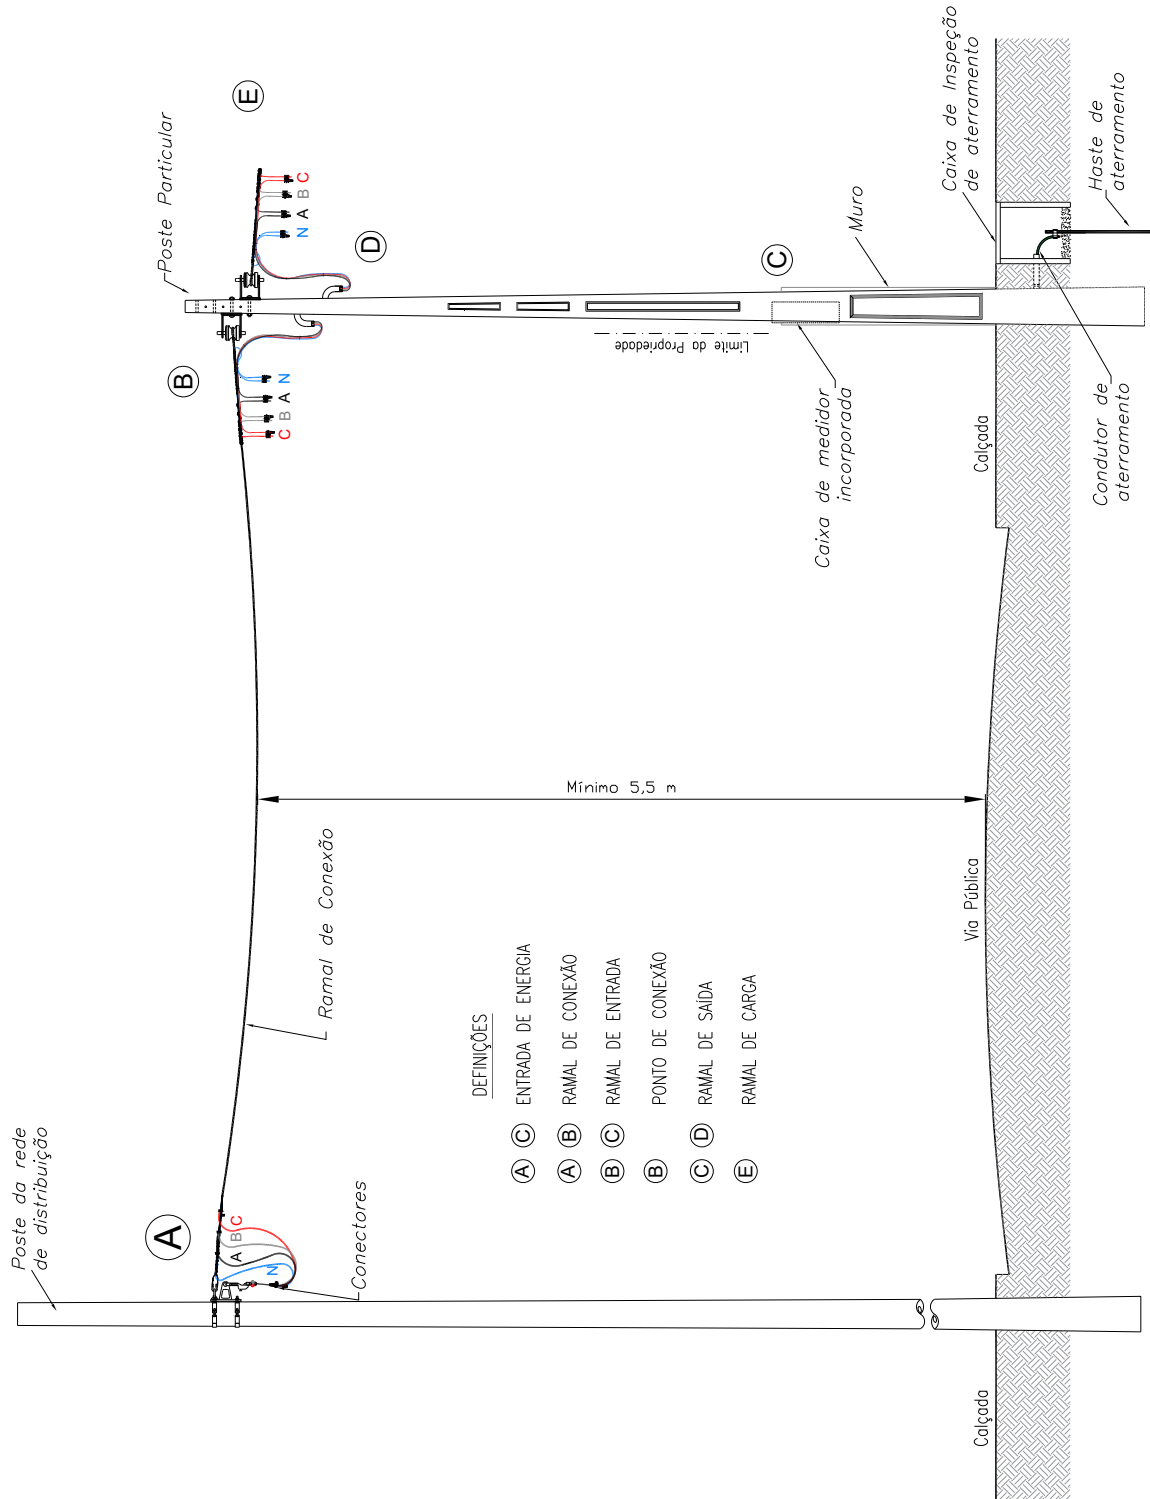 Poste da rede
de distribuição
A
A
B
C
N
Conectores
Ramal de Conexão
Mínimo 5,5 m
DEFINIÇÕES
A C ENTRADA DE ENERGIA
A B RAMAL DE CONEXÃO
B C RAMAL DE ENTRADA
B PONTO DE CONEXÃO
C D RAMAL DE SAÍDA
E RAMAL DE CARGA
Calçada
Via Pública
Calçada
B
C
B
A
N
Poste Particular
E
N
A
B
C
D
Limite da Propriedade
C
Caixa de medidor
incorporada
Muro
Caixa de Inspeção
de aterramento
Condutor de
aterramento
Haste de
aterramento